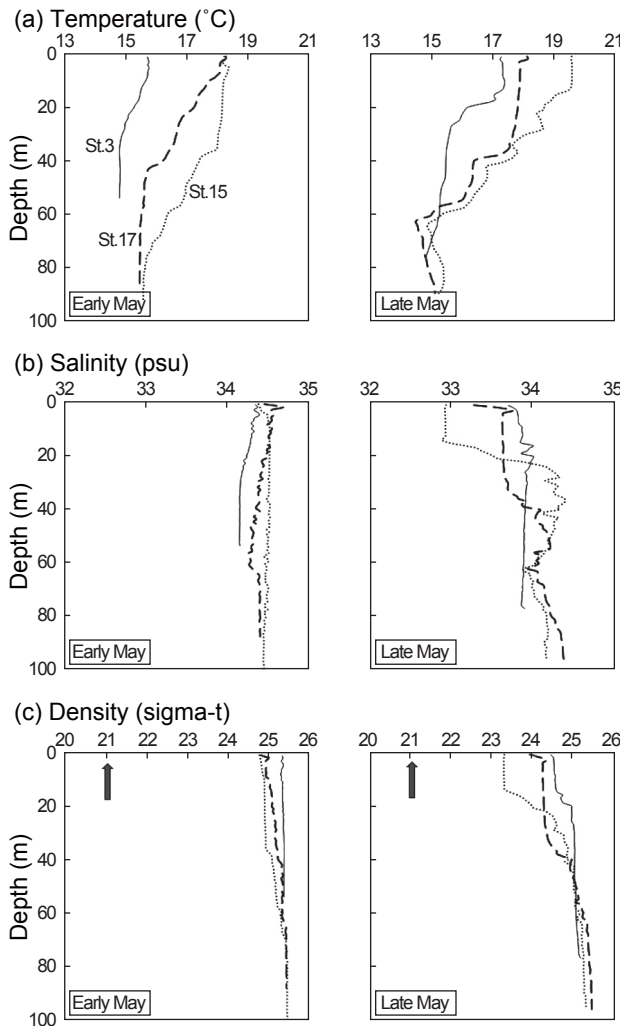 (a) Temperature (˚C)
13 15 17 19 21 13 15 17 19 21
0
20
40
60
80
100
Depth (m)
St.3
St.15
St.17
Early May
Late May
(b) Salinity (psu)
32 33 34 35 32 33 34 35
0
20
40
60
80
100
Depth (m)
Early May
Late May
(c) Density (sigma-t)
20 21 22 23 24 25 26 20 21 22 23 24 25 26
0
20
40
60
80
100
Depth (m)
Early May
Late May